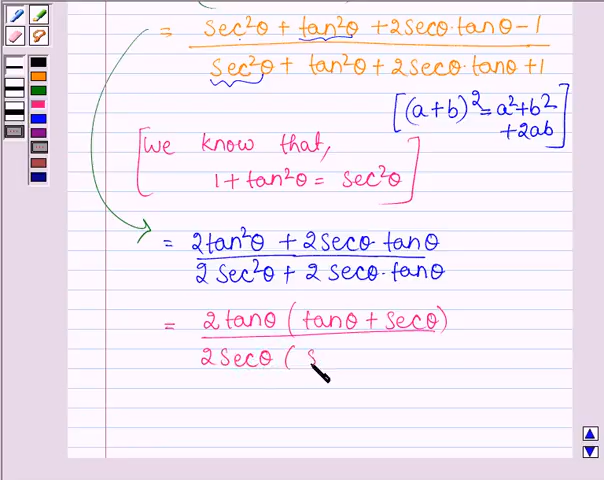 = sec²θ + tan²θ + 2secθ·tanθ – 1
sec²θ + tan²θ + 2secθ·tanθ + 1
[(a+b)² = a²+b²
+2ab]
[We know that,
1 + tan²θ = sec²θ]
= 2tan²θ + 2secθ·tanθ
2sec²θ + 2secθ·tanθ
= 2tanθ (tanθ + secθ)
2secθ ( s